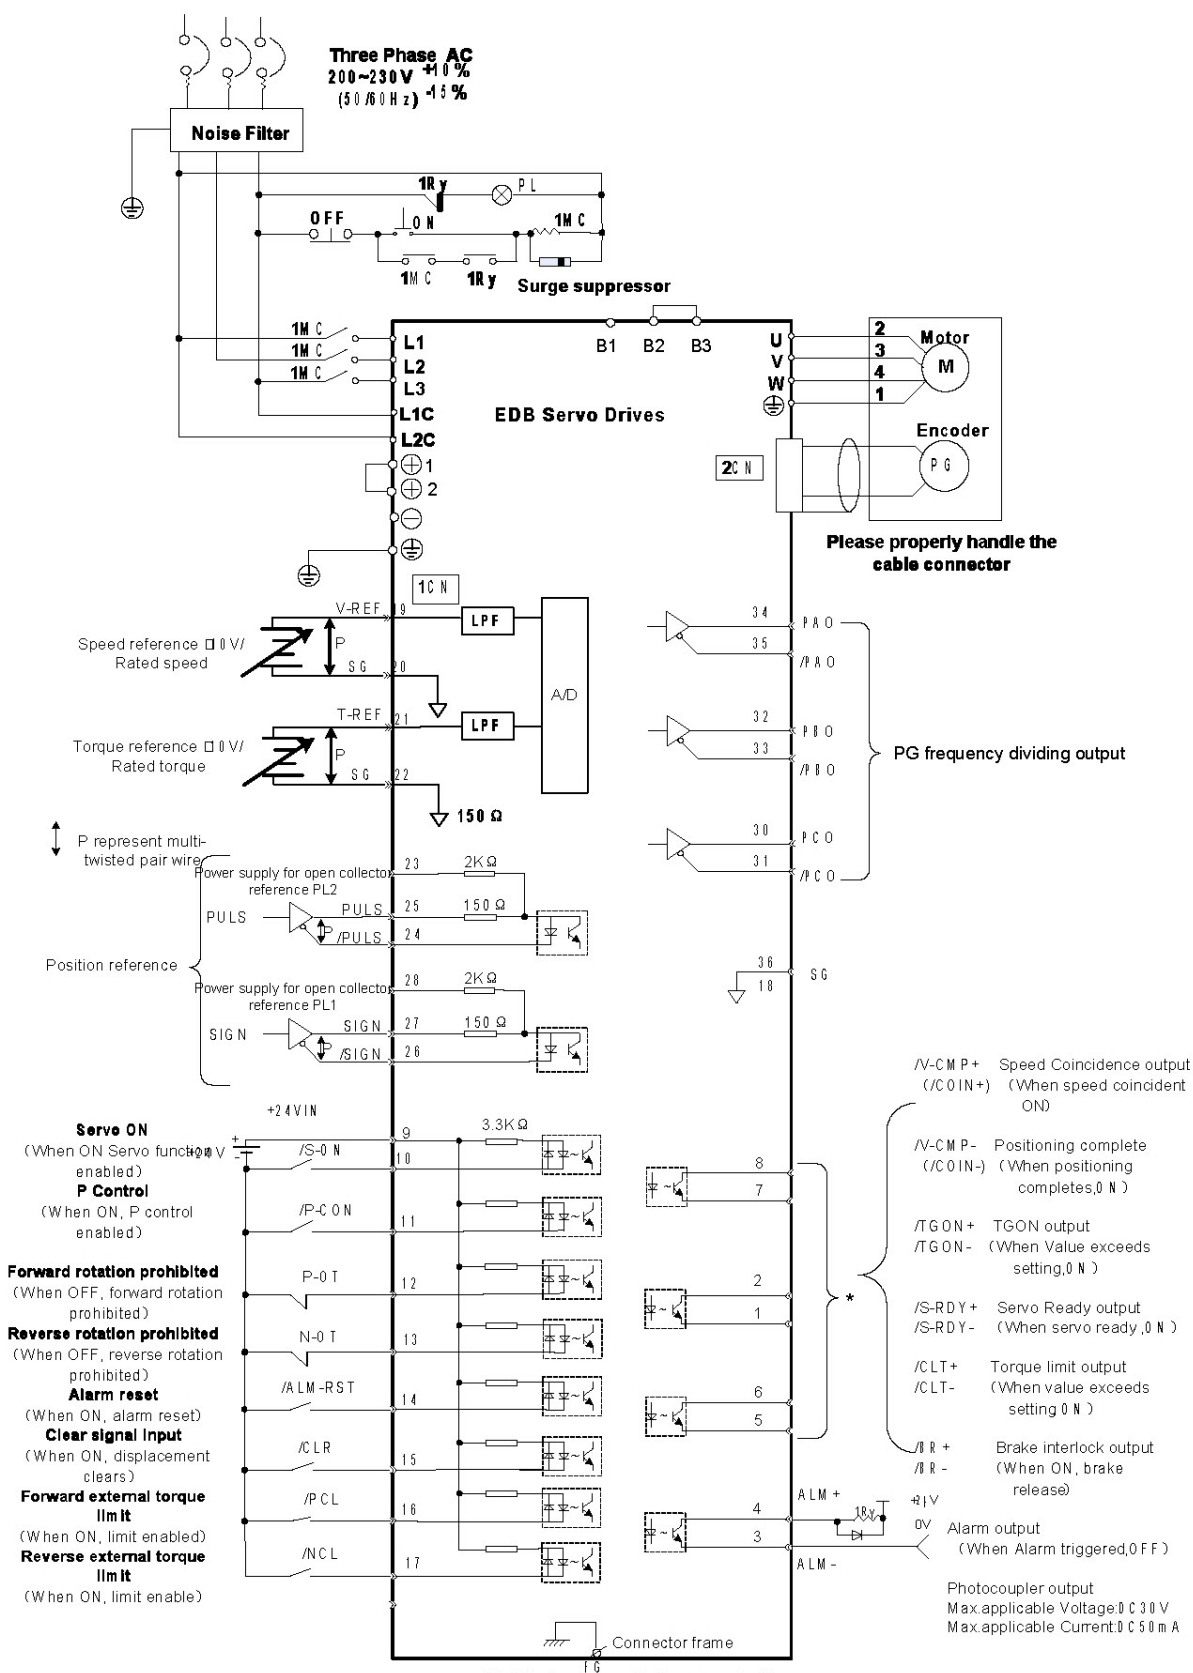 Three Phase AC
200~230V +10%
(50/60Hz) -15%
Noise Filter
1Ry
PL
OFF
ON
1MC
1MC
1Ry
Surge suppressor
1MC
1MC
1MC
L1
L2
L3
L1C
L2C
1
2
B1
B2
B3
EDB Servo Drives
U
V
W
2
3
4
1
Motor
M
Encoder
PG
2CN
Please properly handle the
cable connector
1CN
V-REF
19
LPF
Speed reference □10V/
Rated speed
P
SG
20
A/D
T-REF
21
LPF
Torque reference □10V/
Rated torque
P
SG
22
150Ω
P represent multi-
twisted pair wire
34
PAO
35
/PAO
32
PBO
33
/PBO
30
PCO
31
/PCO
PG frequency dividing output
Power supply for open collector
reference PL2
23
2KΩ
PULS
PULS
25
150Ω
P
/PULS
24
Position reference
Power supply for open collector
reference PL1
28
2KΩ
SIGN
SIGN
27
150Ω
P
/SIGN
26
36
18
SG
+24VIN
Servo ON
(When ON Servo function
enabled)
+24V
+
-
9
3.3KΩ
/S-ON
10
P Control
(When ON, P control
enabled)
/P-CON
11
Forward rotation prohibited
(When OFF, forward rotation
prohibited)
P-OT
12
Reverse rotation prohibited
(When OFF, reverse rotation
prohibited)
N-OT
13
Alarm reset
(When ON, alarm reset)
/ALM-RST
14
Clear signal Input
(When ON, displacement
clears)
/CLR
15
Forward external torque
limit
(When ON, limit enabled)
/PCL
16
Reverse external torque
limit
(When ON, limit enable)
/NCL
17
8
7
2
1
6
5
4
3
*
/V-CMP+ Speed Coincidence output
(/COIN+) (When speed coincident
ON)
/V-CMP- Positioning complete
(/COIN-) (When positioning
completes,ON)
/TGON+ TGON output
/TGON- (When Value exceeds
setting,ON)
/S-RDY+ Servo Ready output
/S-RDY- (When servo ready ,ON)
/CLT+ Torque limit output
/CLT- (When value exceeds
setting ON)
/BR+ Brake interlock output
/BR- (When ON, brake
release)
ALM+
1Ry
0V
ALM-
Alarm output
(When Alarm triggered,OFF)
Photocoupler output
Max.applicable Voltage:DC30V
Max.applicable Current:DC50mA
Connector frame
FG